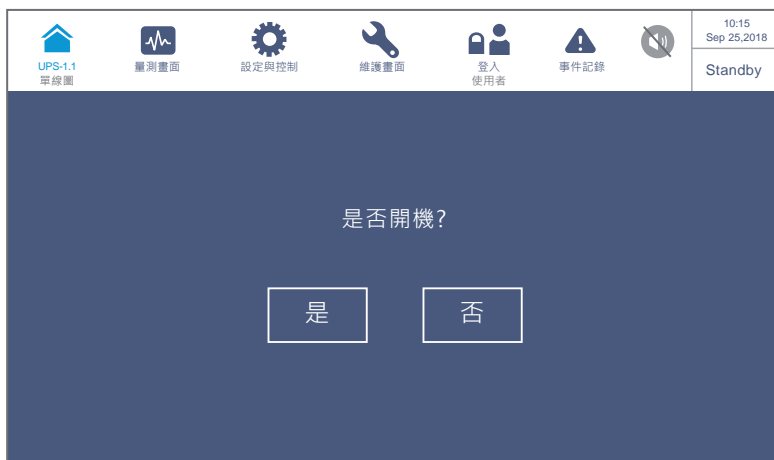 UPS-1.1
單線圖
量測畫面
設定與控制
維護畫面
登入
使用者
事件記錄
10:15
Sep 25,2018
Standby
是否開機?
是
否